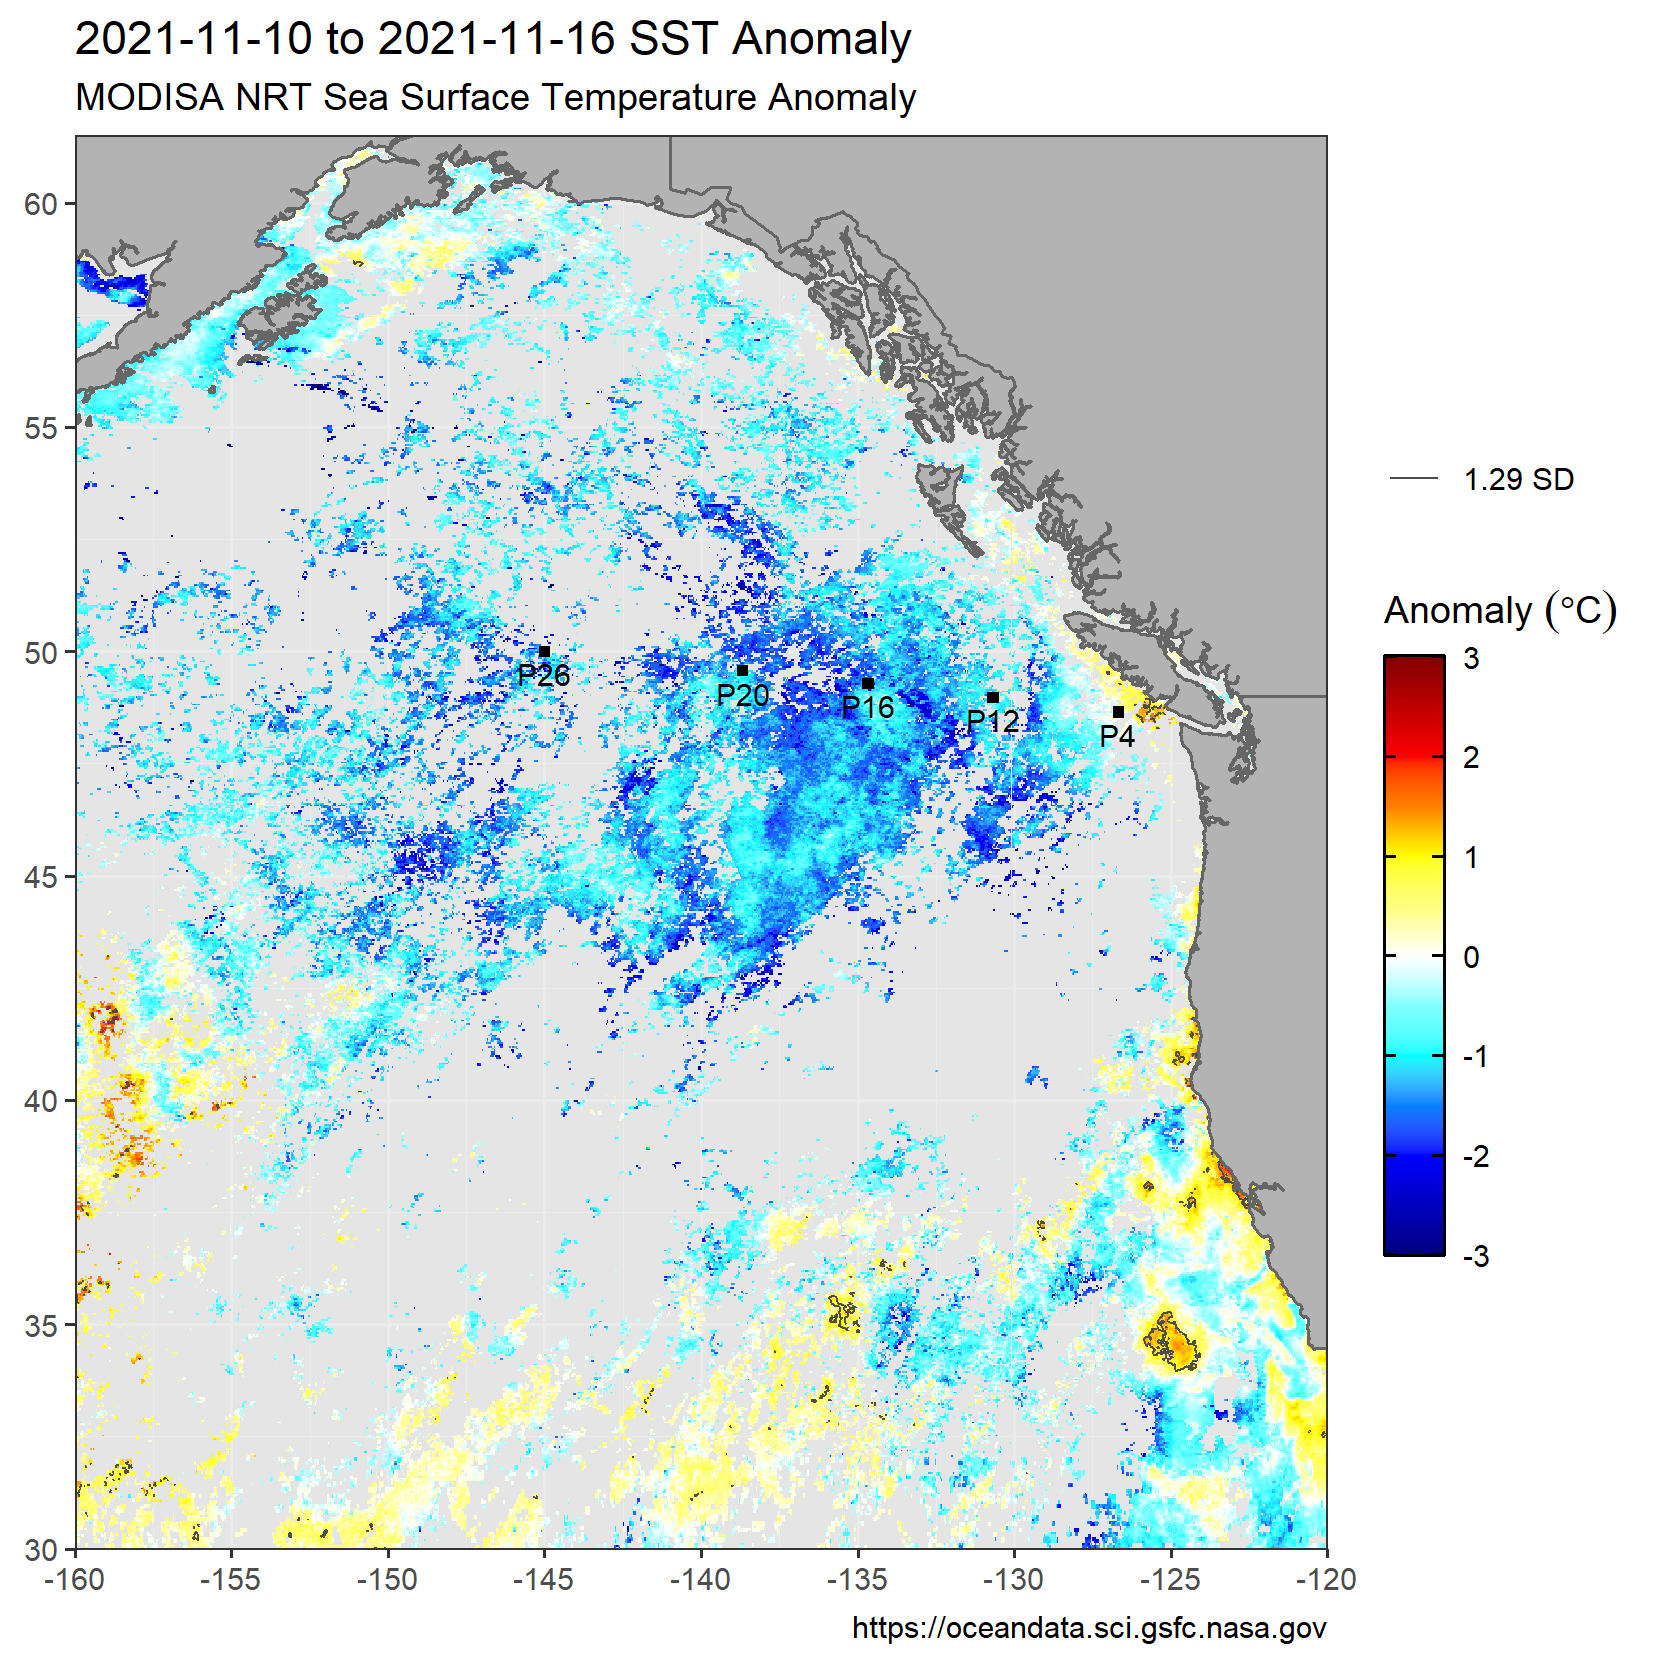 2021-11-10 to 2021-11-16 SST Anomaly
MODISA NRT Sea Surface Temperature Anomaly
60
55
50
45
40
35
30
-160
-155
-150
-145
-140
-135
-130
-125
-120
P26
P20
P16
P12
P4
1.29 SD
Anomaly (°C)
3
2
1
0
-1
-2
-3
https://oceandata.sci.gsfc.nasa.gov